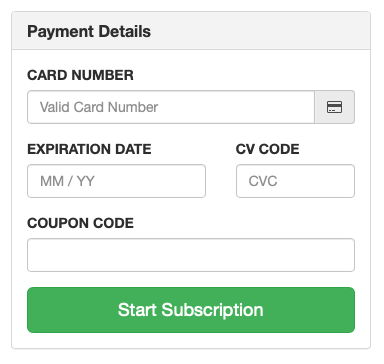 Payment Details
CARD NUMBER
Valid Card Number
EXPIRATION DATE CV CODE
MM / YY CVC
COUPON CODE
Start Subscription